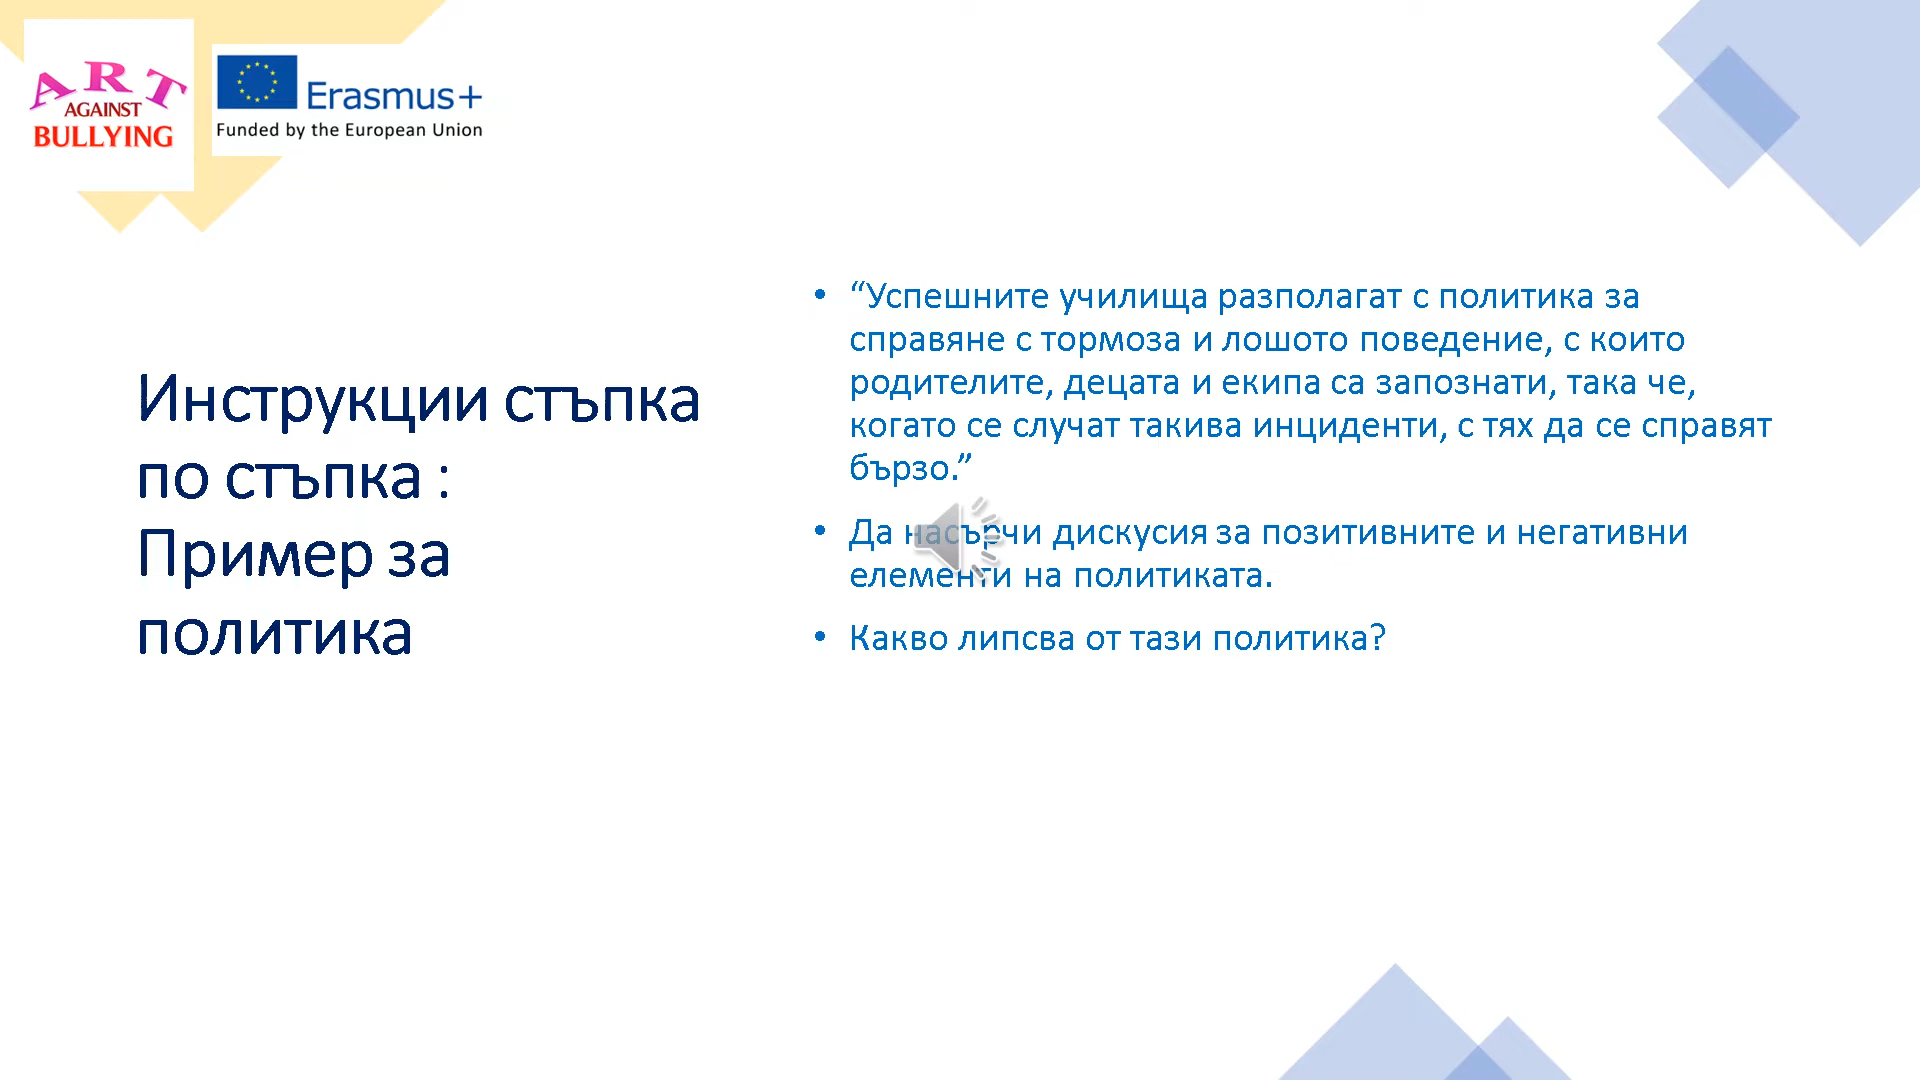 ART
AGAINST
BULLYING
Erasmus+
Funded by the European Union
Инструкции стъпка
по стъпка :
Пример за
политика
• “Успешните училища разполагат с политика за
справяне с тормоза и лошото поведение, с които
родителите, децата и екипа са запознати, така че,
когато се случат такива инциденти, с тях да се справят
бързо.”
• Да насърчи дискусия за позитивните и негативни
елементи на политиката.
• Какво липсва от тази политика?